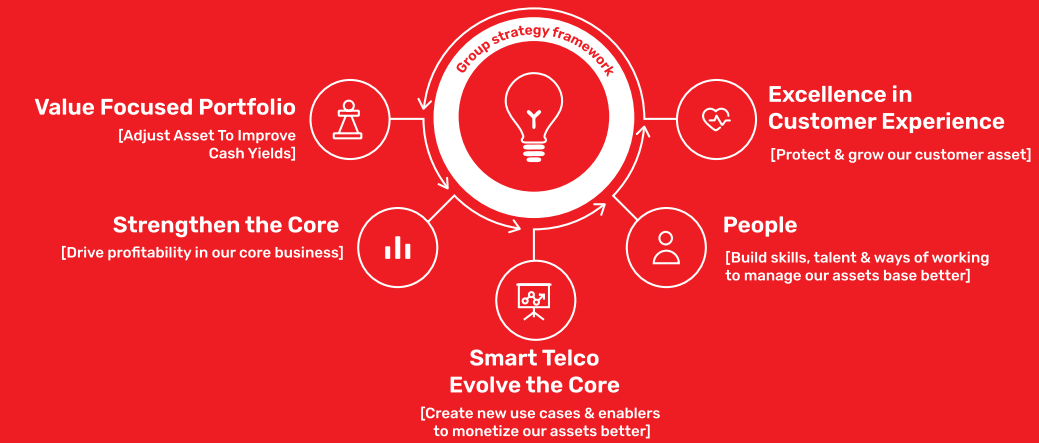 Group strategy framework
Value Focused Portfolio
[Adjust Asset To Improve
Cash Yields]
Excellence in
Customer Experience
[Protect & grow our customer asset]
Strengthen the Core
[Drive profitability in our core business]
People
[Build skills, talent & ways of working
to manage our assets base better]
Smart Telco
Evolve the Core
[Create new use cases & enablers
to monetize our assets better]